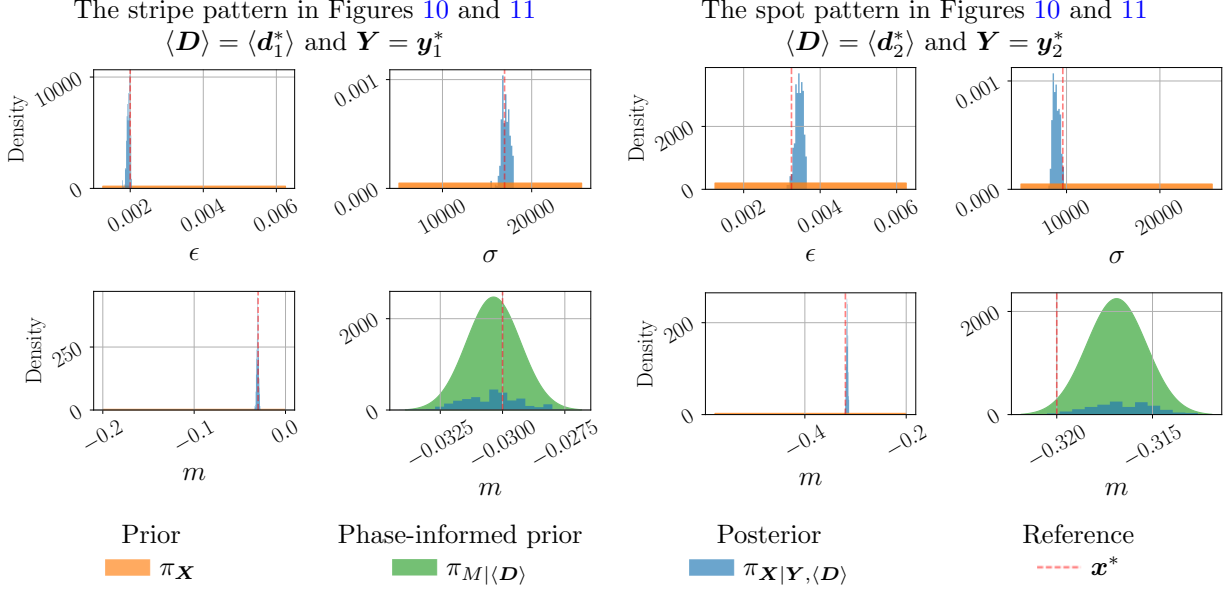 The stripe pattern in Figures 10 and 11
⟨D⟩ = ⟨d₁*⟩ and Y = y₁*
The spot pattern in Figures 10 and 11
⟨D⟩ = ⟨d₂*⟩ and Y = y₂*
Density
10000
0
0.002
0.004
0.006
ϵ
0.001
0.000
10000
20000
σ
Density
2000
0
0.002
0.004
0.006
ϵ
0.001
0.000
10000
20000
σ
Density
250
0
−0.2
−0.1
0.0
m
2000
0
−0.0325
−0.0300
−0.0275
m
Density
200
0
−0.4
−0.2
m
2000
0
−0.320
−0.315
m
Prior
π_X
Phase-informed prior
π_{M|⟨D⟩}
Posterior
π_{X|Y,⟨D⟩}
Reference
x*